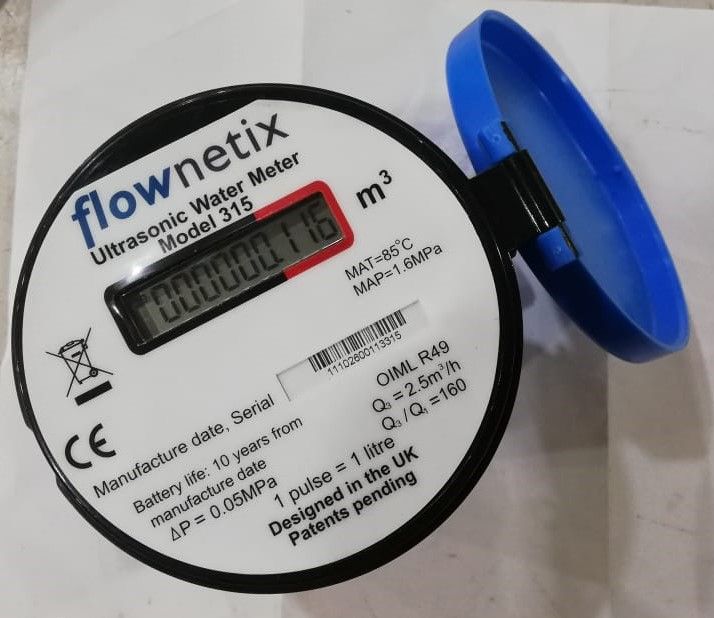 flownetix
Ultrasonic Water Meter
Model 315
000000116
m³
MAT=85°C
MAP=1.6MPa
11102600113315
Manufacture date, Serial
OIML R49
Q₃ = 2.5m³/h
Q₃ / Q₁ =160
CE
Battery life: 10 years from
manufacture date
ΔP = 0.05MPa
1 pulse = 1 litre
Designed in the UK
Patents pending